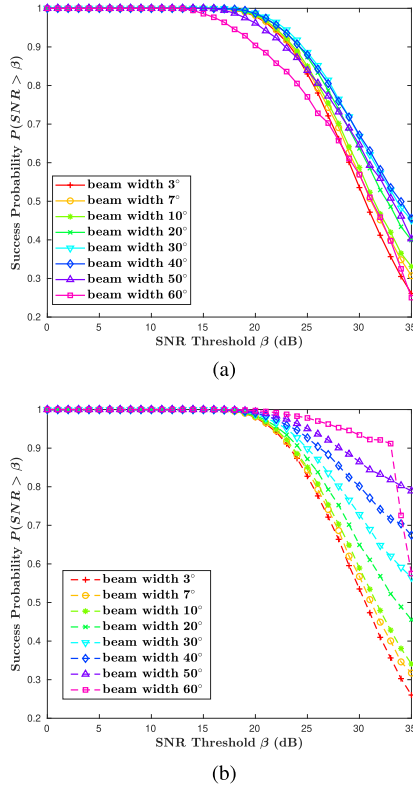 1
0.9
0.8
0.7
0.6
0.5
0.4
0.3
0.2
Success Probability P(SNR > β)
beam width 3°
beam width 7°
beam width 10°
beam width 20°
beam width 30°
beam width 40°
beam width 50°
beam width 60°
0 5 10 15 20 25 30 35
SNR Threshold β (dB)
(a)
1
0.9
0.8
0.7
0.6
0.5
0.4
0.3
0.2
Success Probability P(SNR > β)
beam width 3°
beam width 7°
beam width 10°
beam width 20°
beam width 30°
beam width 40°
beam width 50°
beam width 60°
0 5 10 15 20 25 30 35
SNR Threshold β (dB)
(b)